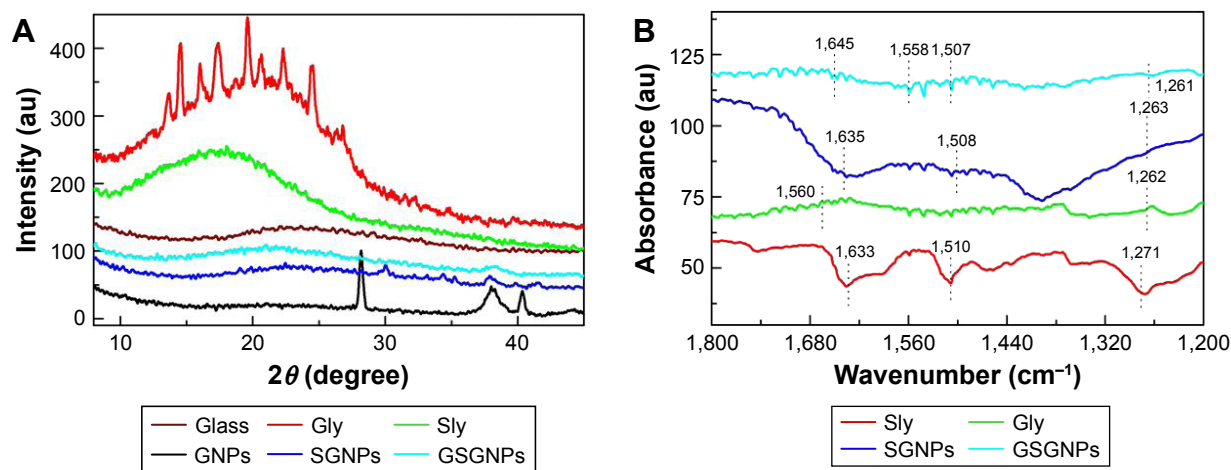 A
Intensity (au)
400
300
200
100
0
10
20
30
40
2θ (degree)
Glass
Gly
Sly
GNPs
SGNPs
GSGNPs
B
Absorbance (au)
125
100
75
50
1,645
1,558
1,507
1,261
1,263
1,635
1,508
1,262
1,560
1,633
1,510
1,271
1,800
1,680
1,560
1,440
1,320
1,200
Wavenumber (cm⁻¹)
Sly
Gly
SGNPs
GSGNPs